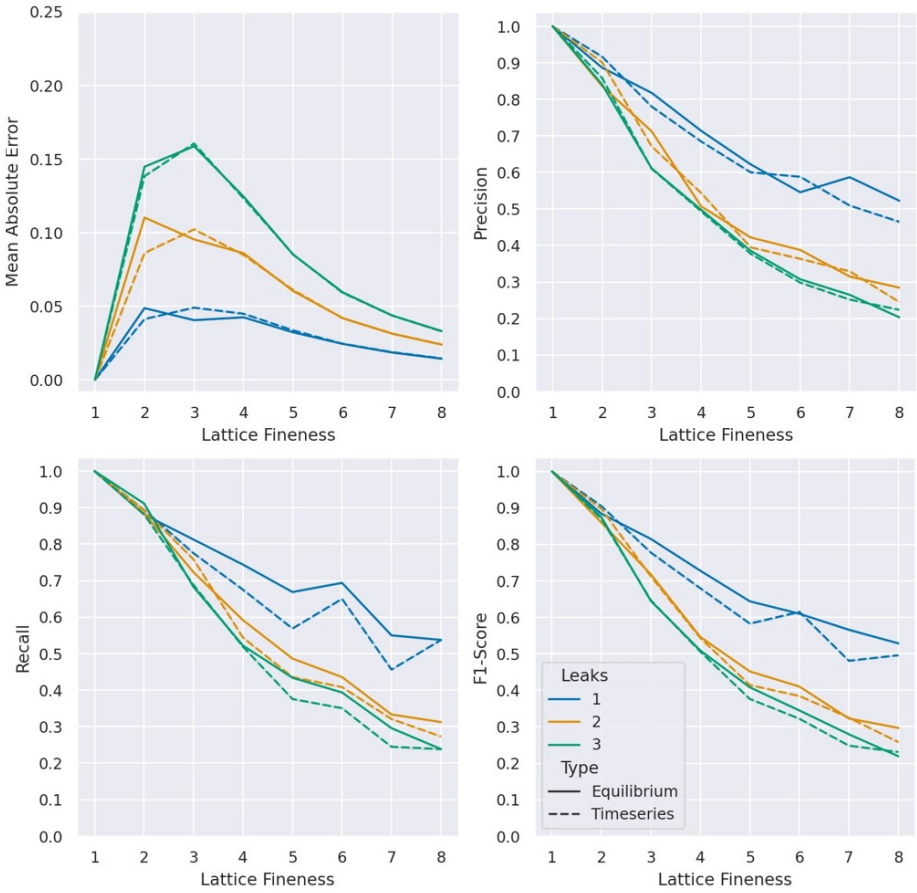 0.25
0.20
0.15
0.10
0.05
0.00
Mean Absolute Error
1 2 3 4 5 6 7 8
Lattice Fineness
1.0
0.9
0.8
0.7
0.6
0.5
0.4
0.3
0.2
0.1
0.0
Precision
1 2 3 4 5 6 7 8
Lattice Fineness
1.0
0.9
0.8
0.7
0.6
0.5
0.4
0.3
0.2
0.1
0.0
Recall
1 2 3 4 5 6 7 8
Lattice Fineness
1.0
0.9
0.8
0.7
0.6
0.5
0.4
0.3
0.2
0.1
0.0
F1-Score
Leaks
1
2
3
Type
Equilibrium
Timeseries
1 2 3 4 5 6 7 8
Lattice Fineness